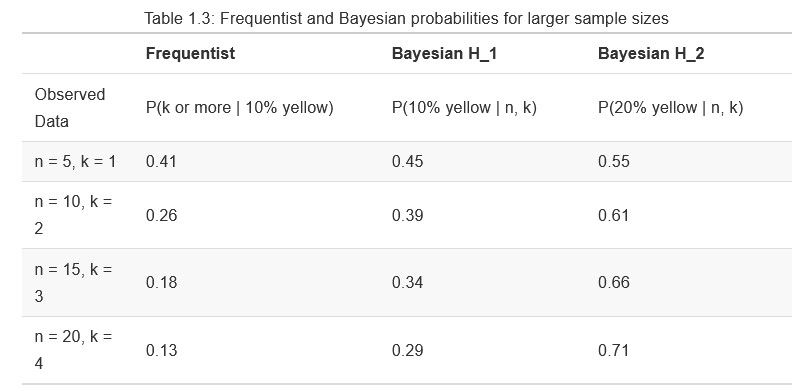 Table 1.3: Frequentist and Bayesian probabilities for larger sample sizes
Frequentist Bayesian H_1 Bayesian H_2
Observed
Data P(k or more | 10% yellow) P(10% yellow | n, k) P(20% yellow | n, k)
n = 5, k = 1 0.41 0.45 0.55
n = 10, k =
2 0.26 0.39 0.61
n = 15, k =
3 0.18 0.34 0.66
n = 20, k =
4 0.13 0.29 0.71